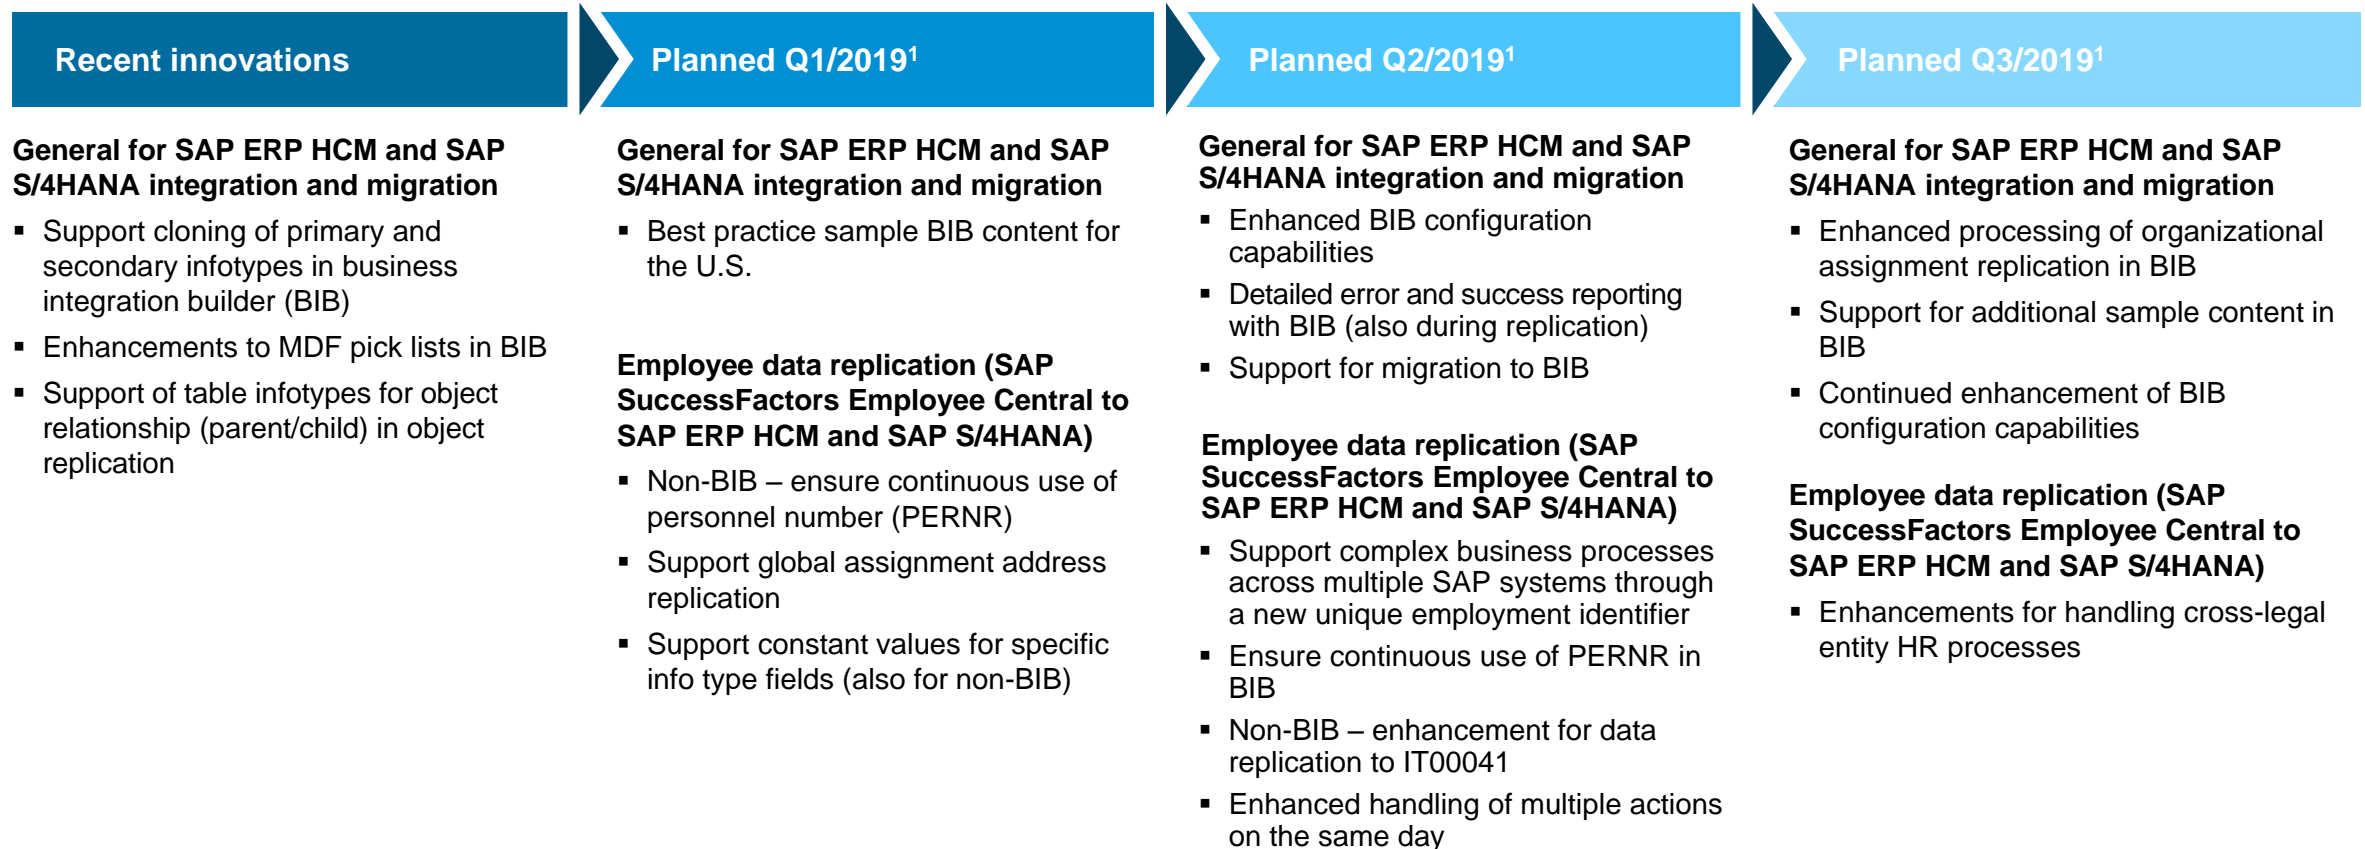 Recent innovations
General for SAP ERP HCM and SAP
S/4HANA integration and migration
▪ Support cloning of primary and
secondary infotypes in business
integration builder (BIB)
▪ Enhancements to MDF pick lists in BIB
▪ Support of table infotypes for object
relationship (parent/child) in object
replication
Planned Q1/2019¹
General for SAP ERP HCM and SAP
S/4HANA integration and migration
▪ Best practice sample BIB content for
the U.S.
Employee data replication (SAP
SuccessFactors Employee Central to
SAP ERP HCM and SAP S/4HANA)
▪ Non-BIB – ensure continuous use of
personnel number (PERNR)
▪ Support global assignment address
replication
▪ Support constant values for specific
info type fields (also for non-BIB)
Planned Q2/2019¹
General for SAP ERP HCM and SAP
S/4HANA integration and migration
▪ Enhanced BIB configuration
capabilities
▪ Detailed error and success reporting
with BIB (also during replication)
▪ Support for migration to BIB
Employee data replication (SAP
SuccessFactors Employee Central to
SAP ERP HCM and SAP S/4HANA)
▪ Support complex business processes
across multiple SAP systems through
a new unique employment identifier
▪ Ensure continuous use of PERNR in
BIB
▪ Non-BIB – enhancement for data
replication to IT00041
▪ Enhanced handling of multiple actions
on the same day
Planned Q3/2019¹
General for SAP ERP HCM and SAP
S/4HANA integration and migration
▪ Enhanced processing of organizational
assignment replication in BIB
▪ Support for additional sample content in
BIB
▪ Continued enhancement of BIB
configuration capabilities
Employee data replication (SAP
SuccessFactors Employee Central to
SAP ERP HCM and SAP S/4HANA)
▪ Enhancements for handling cross-legal
entity HR processes